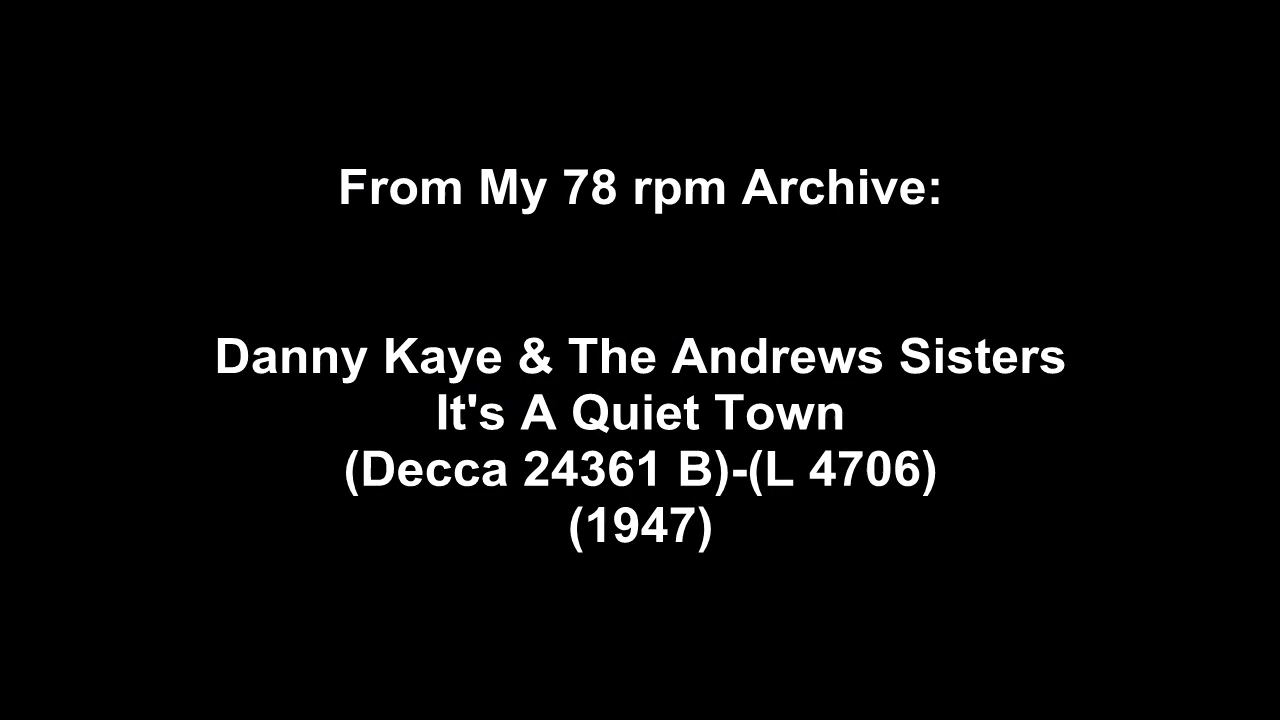 From My 78 rpm Archive:
Danny Kaye & The Andrews Sisters
It's A Quiet Town
(Decca 24361 B)-(L 4706)
(1947)